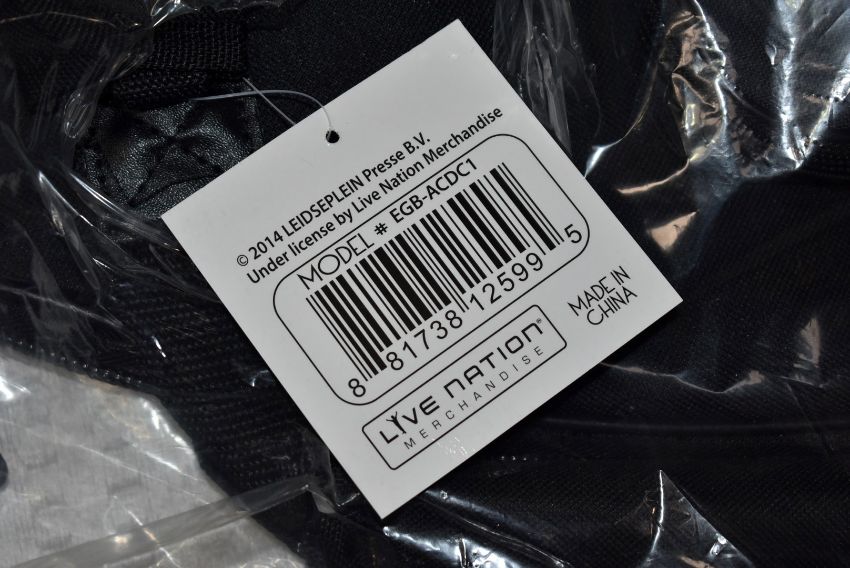 © 2014 LEIDSEPLEIN Presse B.V.
Under license by Live Nation Merchandise
MODEL # EGB-ACDC1
8 81738 12599 5
MADE IN
CHINA
LIVE NATION®
MERCHANDISE